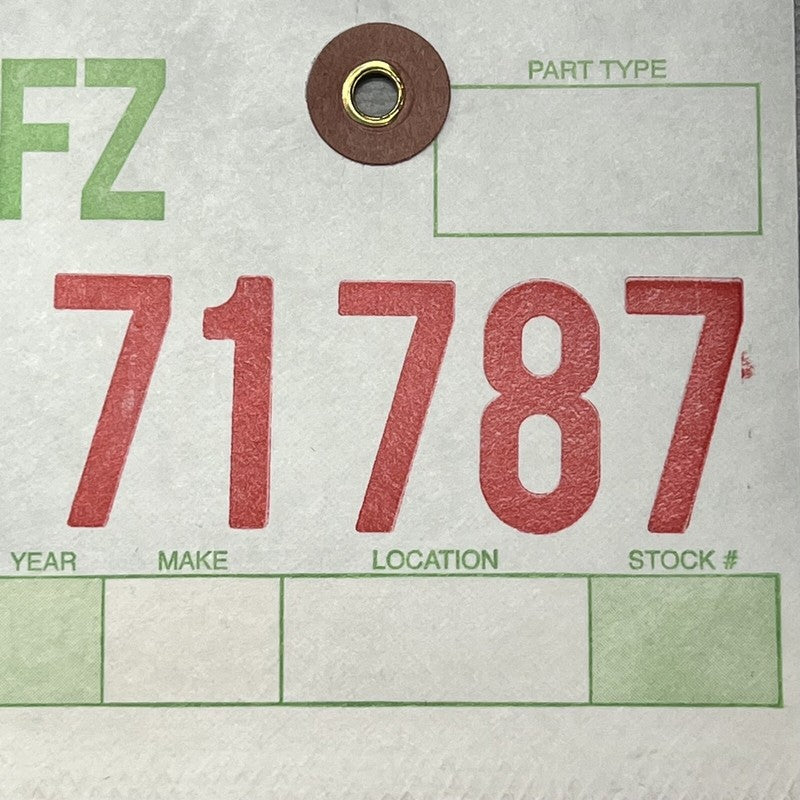 FZ
PART TYPE
71787
YEAR MAKE LOCATION STOCK #